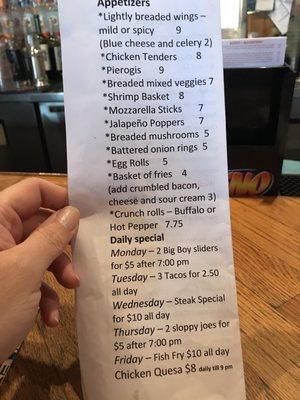 Appetizers
*Lightly breaded wings –
mild or spicy 9
(Blue cheese and celery 2)
*Chicken Tenders 8
*Pierogis 9
*Breaded mixed veggies 7
*Shrimp Basket 8
*Mozzarella Sticks 7
*Jalapeño Poppers 7
*Breaded mushrooms 5
*Battered onion rings 5
*Egg Rolls 5
*Basket of fries 4
(add crumbled bacon,
cheese and sour cream 3)
*Crunch rolls – Buffalo or
Hot Pepper 7.75
Daily special
Monday – 2 Big Boy sliders
for $5 after 7:00 pm
Tuesday – 3 Tacos for 2.50
all day
Wednesday – Steak Special
for $10 all day
Thursday – 2 sloppy joes for
$5 after 7:00 pm
Friday – Fish Fry $10 all day
Chicken Quesa $8 daily till 9 pm
NO